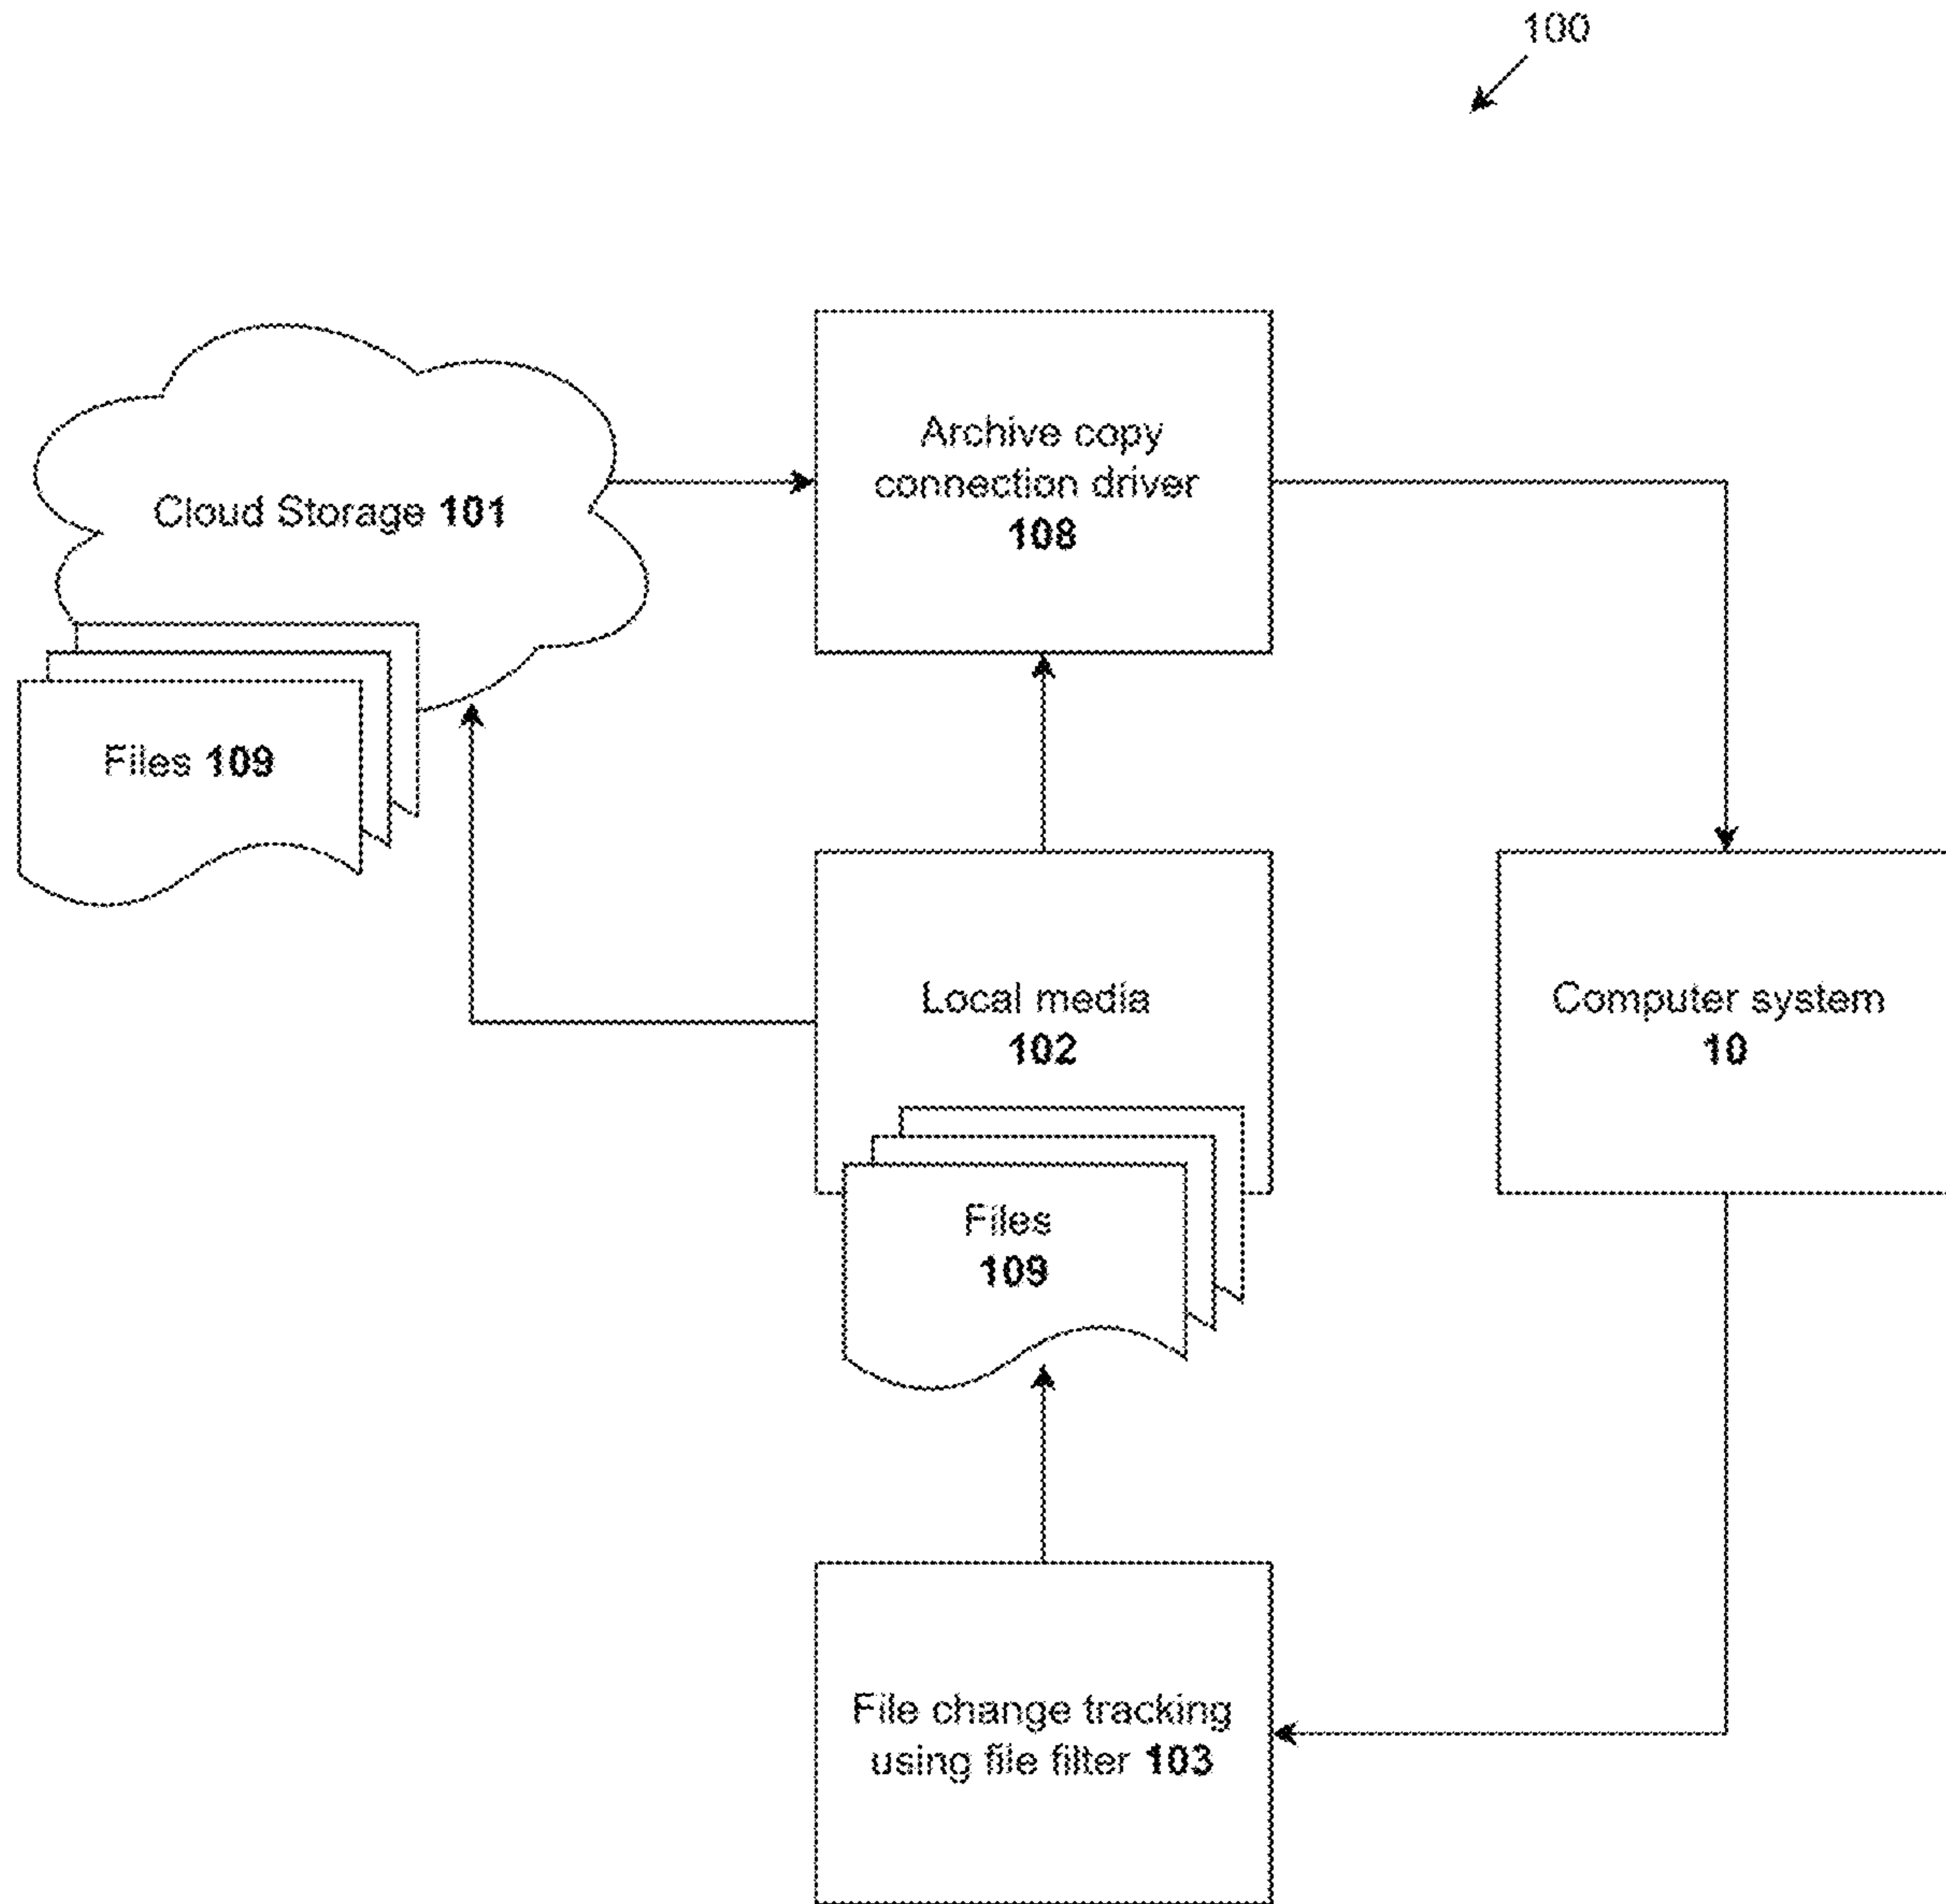 100
Archive copy
connection driver
108
Cloud Storage 101
Files 109
Local media
102
Computer system
10
Files
109
File change tracking
using file filter 103